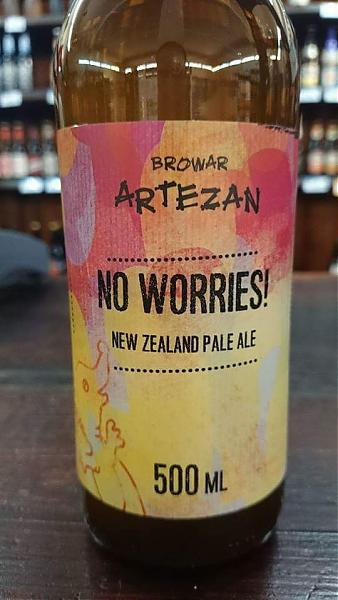 BROWAR
ARTEZAN
NO WORRIES!
NEW ZEALAND PALE ALE
500 ML